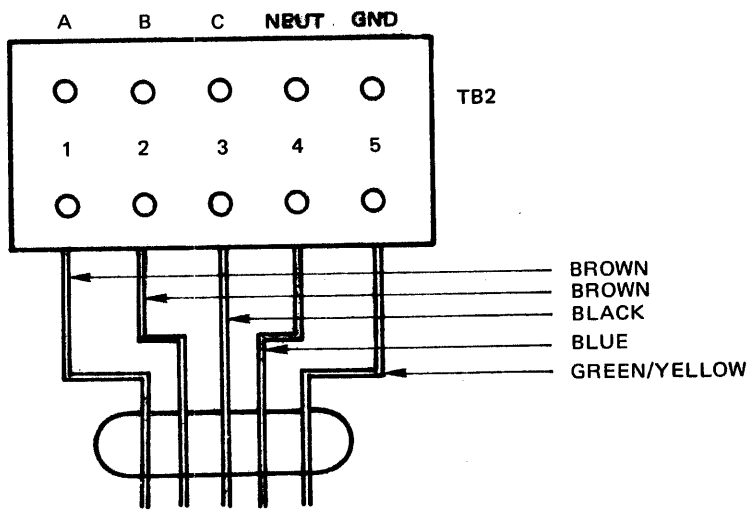 A B C NEUT GND
TB2
1 2 3 4 5
BROWN
BROWN
BLACK
BLUE
GREEN/YELLOW